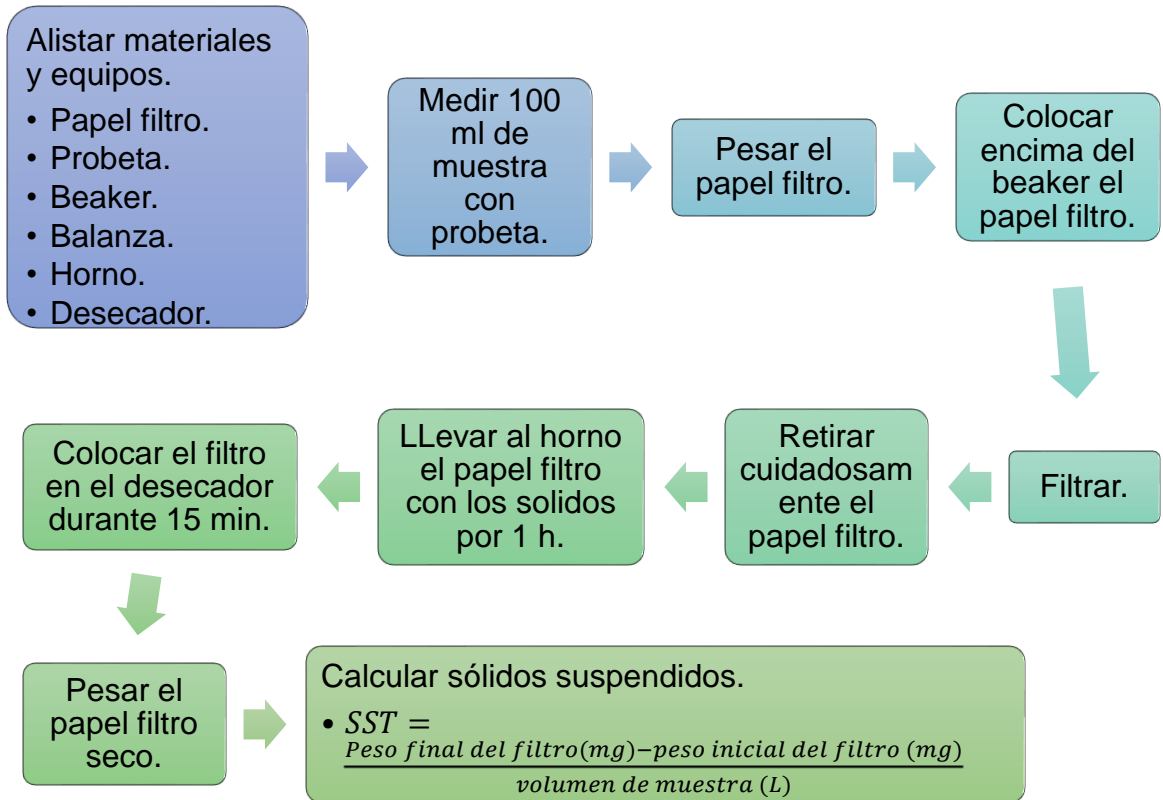 Alistar materiales
y equipos.
• Papel filtro.
• Probeta.
• Beaker.
• Balanza.
• Horno.
• Desecador.
Medir 100
ml de
muestra
con
probeta.
Pesar el
papel filtro.
Colocar
encima del
beaker el
papel filtro.
Filtrar.
Retirar
cuidadosam
ente el
papel filtro.
LLevar al horno
el papel filtro
con los solidos
por 1 h.
Colocar el filtro
en el desecador
durante 15 min.
Pesar el
papel filtro
seco.
Calcular sólidos suspendidos.
• SST =
Peso final del filtro(mg)−peso inicial del filtro (mg)
volumen de muestra (L)